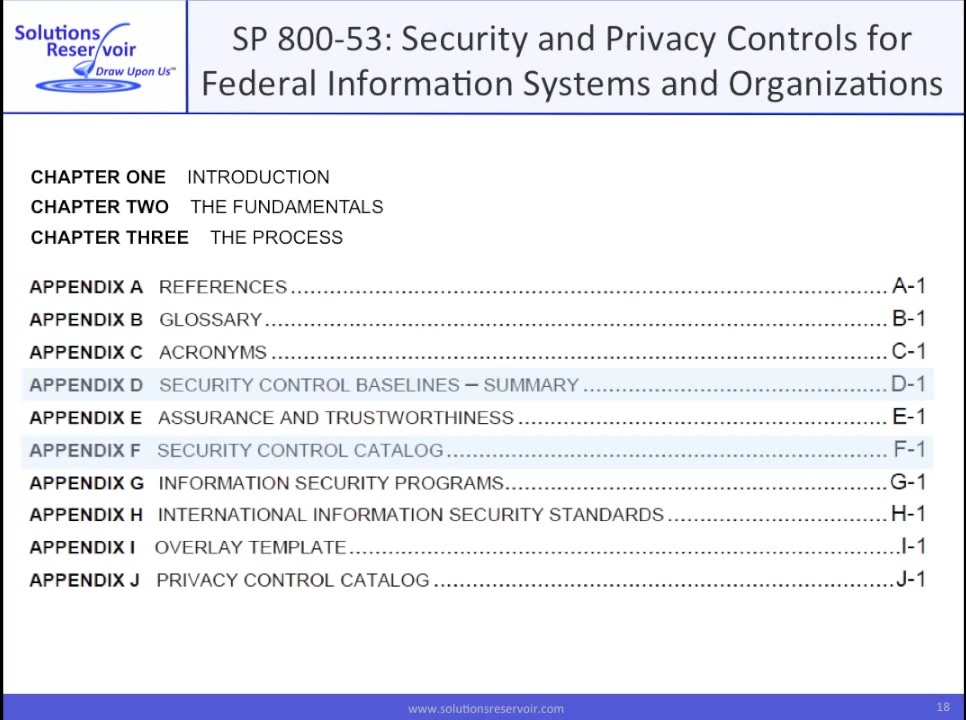 Solutions
Reservoir
Draw Upon Us™
SP 800-53: Security and Privacy Controls for
Federal Information Systems and Organizations
CHAPTER ONE INTRODUCTION
CHAPTER TWO THE FUNDAMENTALS
CHAPTER THREE THE PROCESS
APPENDIX A REFERENCES........................................A-1
APPENDIX B GLOSSARY........................................B-1
APPENDIX C ACRONYMS........................................C-1
APPENDIX D SECURITY CONTROL BASELINES – SUMMARY........................................D-1
APPENDIX E ASSURANCE AND TRUSTWORTHINESS........................................E-1
APPENDIX F SECURITY CONTROL CATALOG........................................F-1
APPENDIX G INFORMATION SECURITY PROGRAMS........................................G-1
APPENDIX H INTERNATIONAL INFORMATION SECURITY STANDARDS........................................H-1
APPENDIX I OVERLAY TEMPLATE........................................I-1
APPENDIX J PRIVACY CONTROL CATALOG........................................J-1
www.solutionsreservoir.com
18